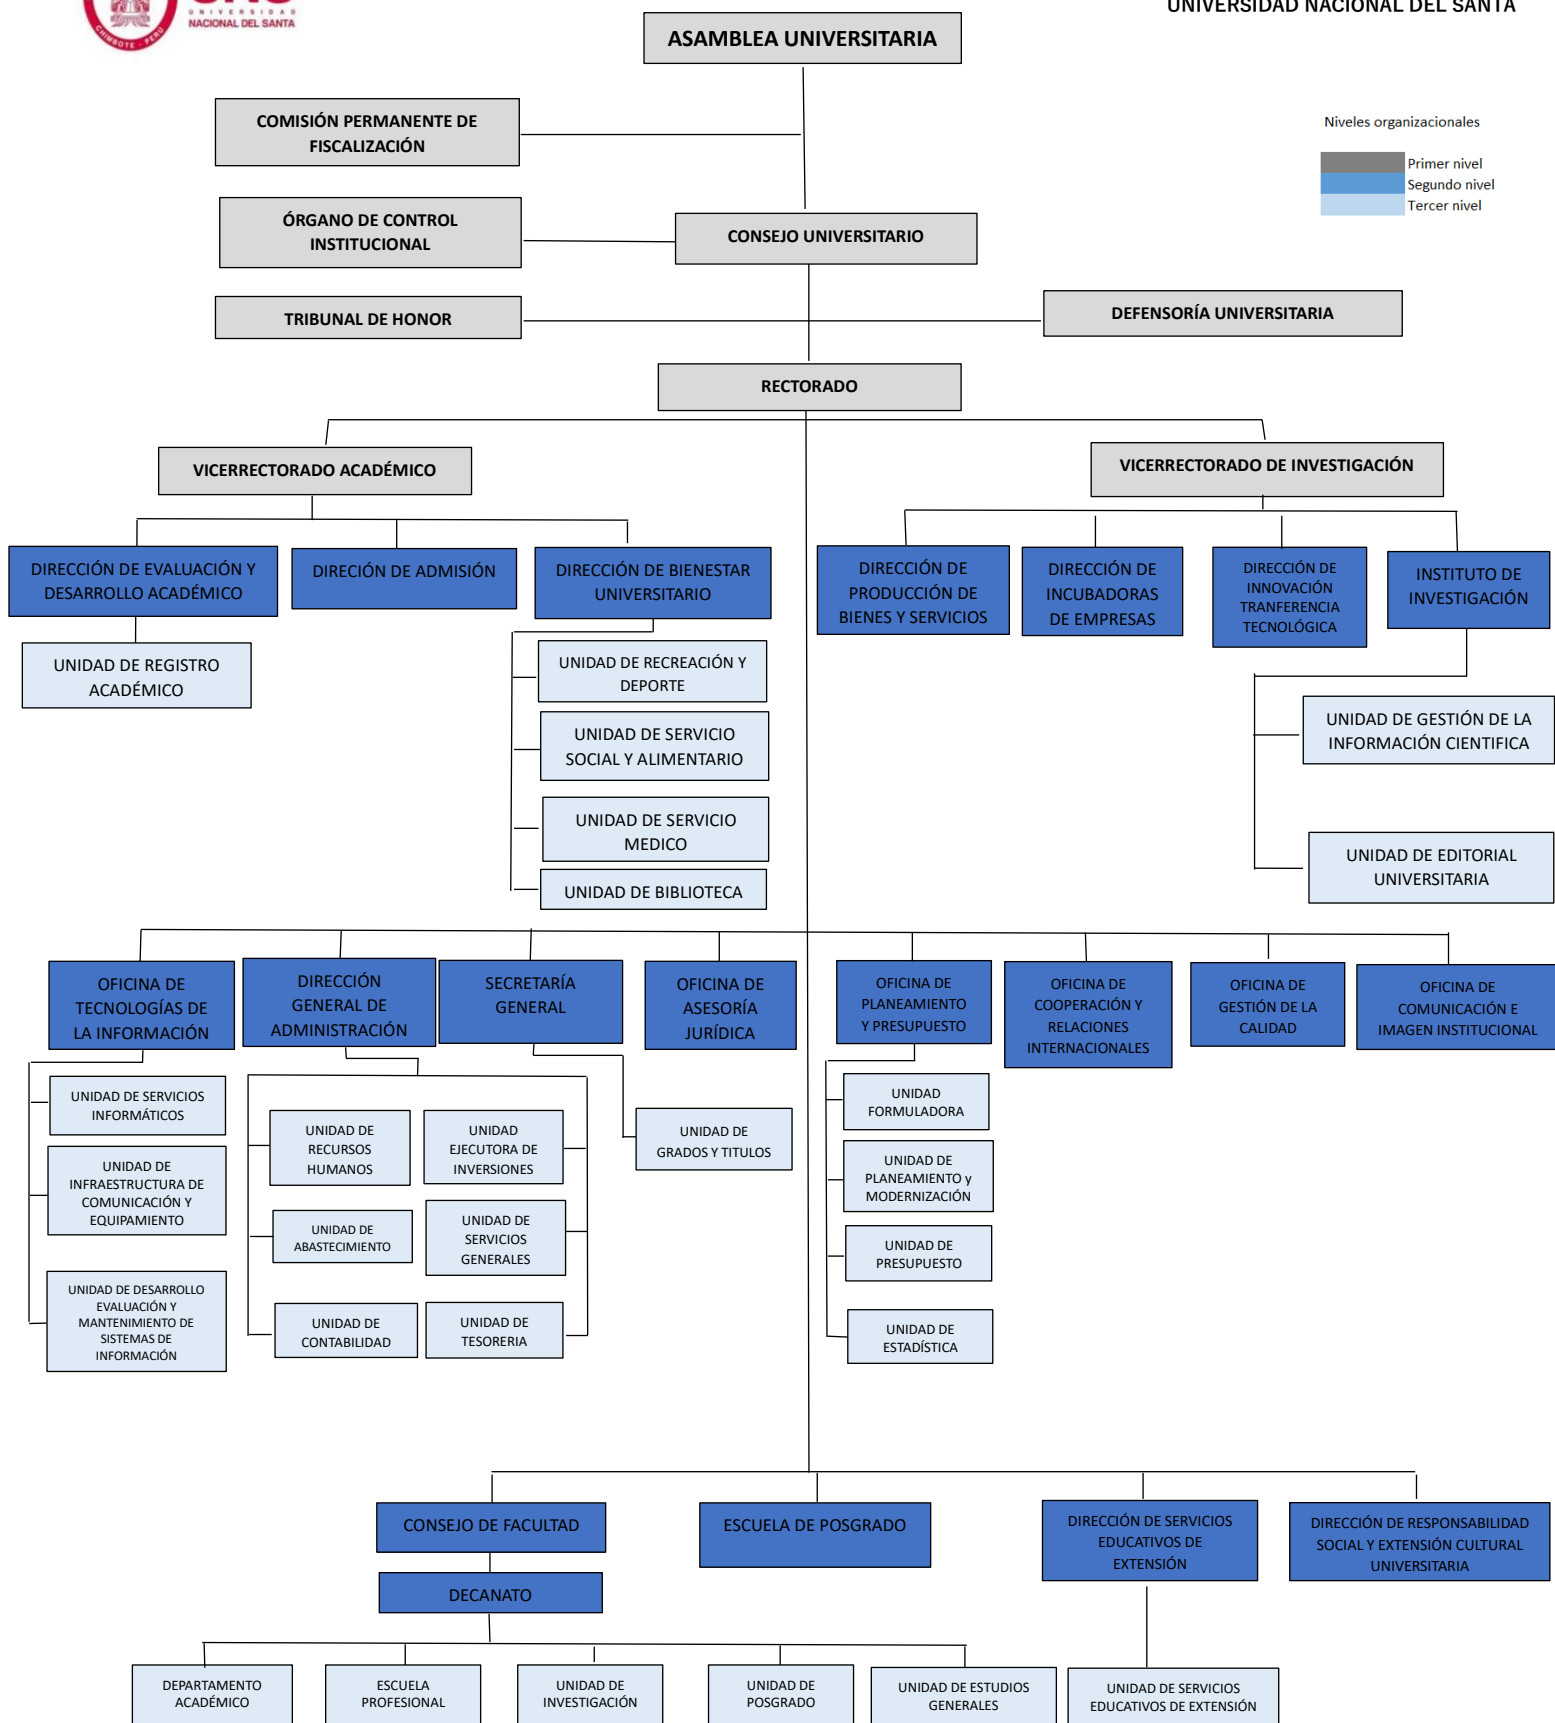 UNIVERSIDAD
NACIONAL DEL SANTA
CHIMBOTE - PERU
UNIVERSIDAD NACIONAL DEL SANTA
ASAMBLEA UNIVERSITARIA
COMISIÓN PERMANENTE DE
FISCALIZACIÓN
Niveles organizacionales
Primer nivel
Segundo nivel
Tercer nivel
ÓRGANO DE CONTROL
INSTITUCIONAL
CONSEJO UNIVERSITARIO
TRIBUNAL DE HONOR
DEFENSORÍA UNIVERSITARIA
RECTORADO
VICERRECTORADO ACADÉMICO
VICERRECTORADO DE INVESTIGACIÓN
DIRECCIÓN DE EVALUACIÓN Y
DESARROLLO ACADÉMICO
DIRECIÓN DE ADMISIÓN
DIRECCIÓN DE BIENESTAR
UNIVERSITARIO
DIRECCIÓN DE
PRODUCCIÓN DE
BIENES Y SERVICIOS
DIRECCIÓN DE
INCUBADORAS
DE EMPRESAS
DIRECCIÓN DE
INNOVACIÓN
TRANFERENCIA
TECNOLÓGICA
INSTITUTO DE
INVESTIGACIÓN
UNIDAD DE REGISTRO
ACADÉMICO
UNIDAD DE RECREACIÓN Y
DEPORTE
UNIDAD DE SERVICIO
SOCIAL Y ALIMENTARIO
UNIDAD DE SERVICIO
MEDICO
UNIDAD DE BIBLIOTECA
UNIDAD DE GESTIÓN DE LA
INFORMACIÓN CIENTIFICA
UNIDAD DE EDITORIAL
UNIVERSITARIA
OFICINA DE
TECNOLOGÍAS DE
LA INFORMACIÓN
DIRECCIÓN
GENERAL DE
ADMINISTRACIÓN
SECRETARÍA
GENERAL
OFICINA DE
ASESORÍA
JURÍDICA
OFICINA DE
PLANEAMIENTO
Y PRESUPUESTO
OFICINA DE
COOPERACIÓN Y
RELACIONES
INTERNACIONALES
OFICINA DE
GESTIÓN DE LA
CALIDAD
OFICINA DE
COMUNICACIÓN E
IMAGEN INSTITUCIONAL
UNIDAD DE SERVICIOS
INFORMÁTICOS
UNIDAD DE
INFRAESTRUCTURA DE
COMUNICACIÓN Y
EQUIPAMIENTO
UNIDAD DE DESARROLLO
EVALUACIÓN Y
MANTENIMIENTO DE
SISTEMAS DE
INFORMACIÓN
UNIDAD DE
RECURSOS
HUMANOS
UNIDAD
EJECUTORA DE
INVERSIONES
UNIDAD DE
ABASTECIMIENTO
UNIDAD DE
SERVICIOS
GENERALES
UNIDAD DE
CONTABILIDAD
UNIDAD DE
TESORERIA
UNIDAD DE
GRADOS Y TITULOS
UNIDAD
FORMULADORA
UNIDAD DE
PLANEAMIENTO y
MODERNIZACIÓN
UNIDAD DE
PRESUPUESTO
UNIDAD DE
ESTADÍSTICA
CONSEJO DE FACULTAD
ESCUELA DE POSGRADO
DIRECCIÓN DE SERVICIOS
EDUCATIVOS DE
EXTENSIÓN
DIRECCIÓN DE RESPONSABILIDAD
SOCIAL Y EXTENSIÓN CULTURAL
UNIVERSITARIA
DECANATO
DEPARTAMENTO
ACADÉMICO
ESCUELA
PROFESIONAL
UNIDAD DE
INVESTIGACIÓN
UNIDAD DE
POSGRADO
UNIDAD DE ESTUDIOS
GENERALES
UNIDAD DE SERVICIOS
EDUCATIVOS DE EXTENSIÓN